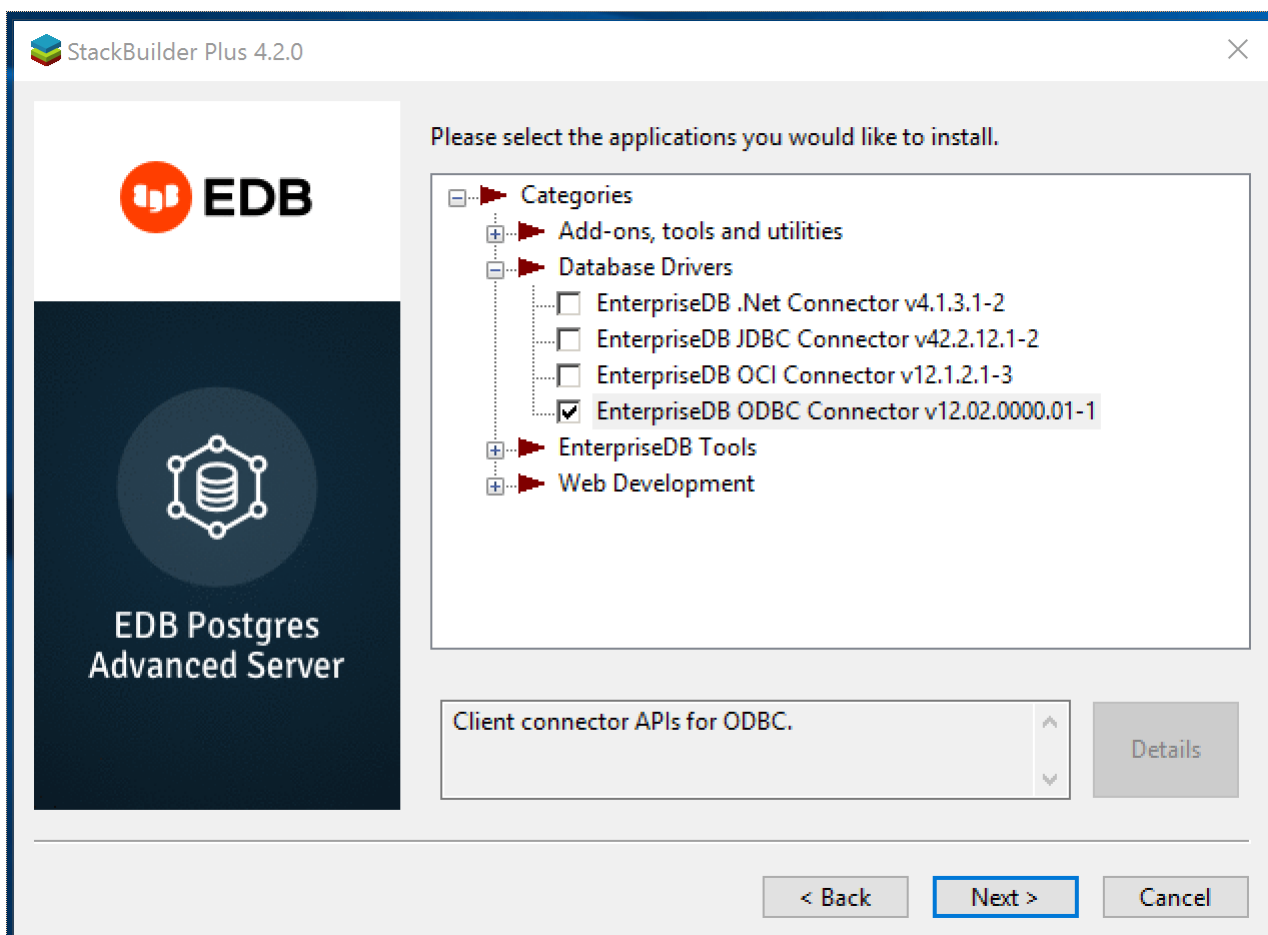 StackBuilder Plus 4.2.0
EDB
EDB Postgres
Advanced Server
Please select the applications you would like to install.
Categories
Add-ons, tools and utilities
Database Drivers
EnterpriseDB .Net Connector v4.1.3.1-2
EnterpriseDB JDBC Connector v42.2.12.1-2
EnterpriseDB OCI Connector v12.1.2.1-3
EnterpriseDB ODBC Connector v12.02.0000.01-1
EnterpriseDB Tools
Web Development
Client connector APIs for ODBC.
Details
< Back
Next >
Cancel